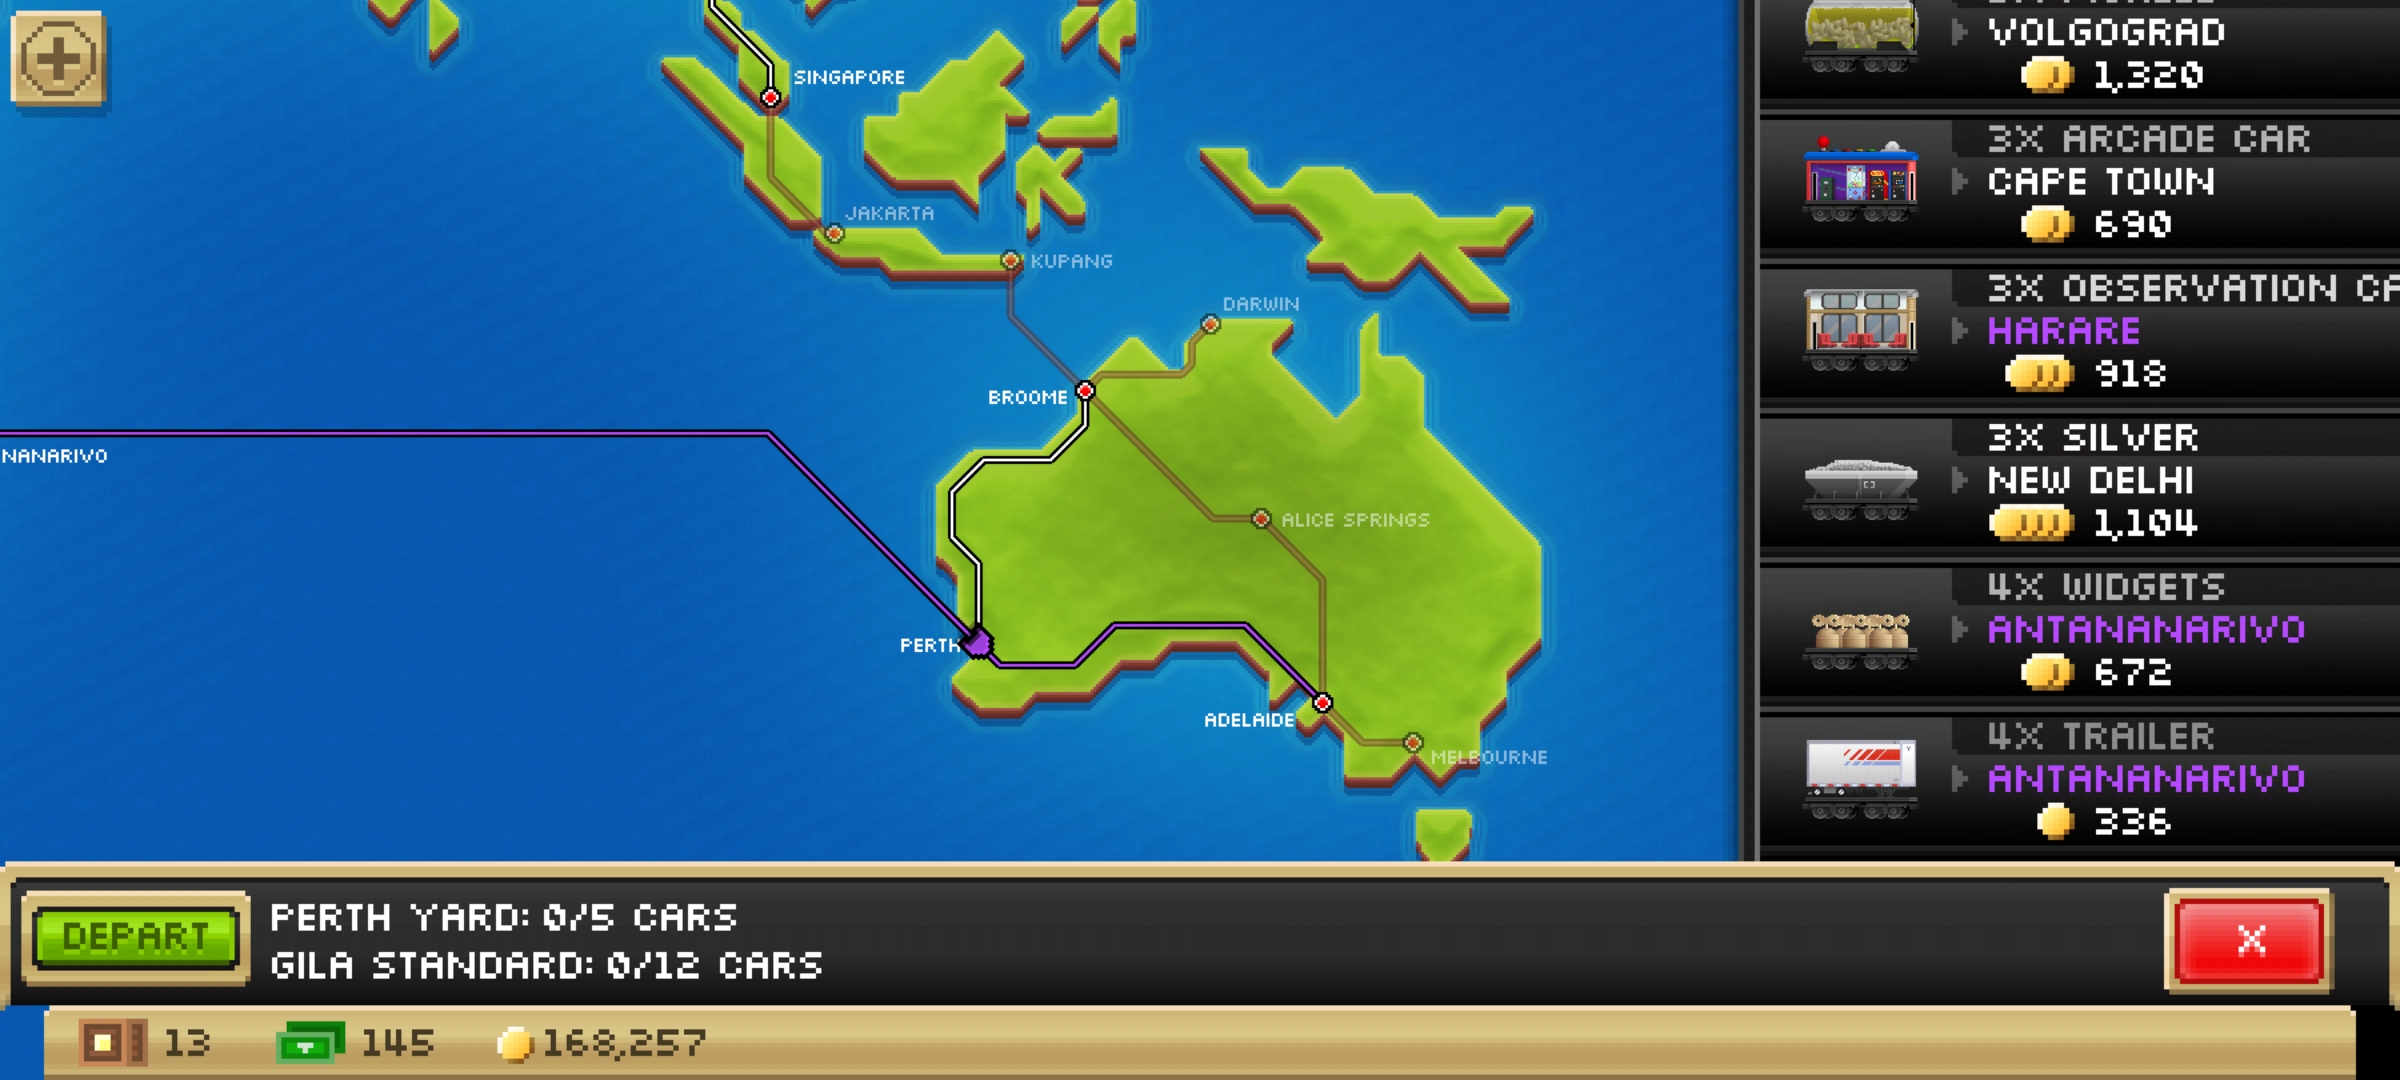 SINGAPORE
JAKARTA
KUPANG
DARWIN
BROOME
NANARIVO
ALICE SPRINGS
PERTH
ADELAIDE
MELBOURNE
VOLGOGRAD
1,320
3X ARCADE CAR
CAPE TOWN
690
3X OBSERVATION CA
HARARE
918
3X SILVER
NEW DELHI
1,104
4X WIDGETS
ANTANANARIVO
672
4X TRAILER
ANTANANARIVO
336
DEPART
PERTH YARD: 0/5 CARS
GILA STANDARD: 0/12 CARS
X
13
145
168,257